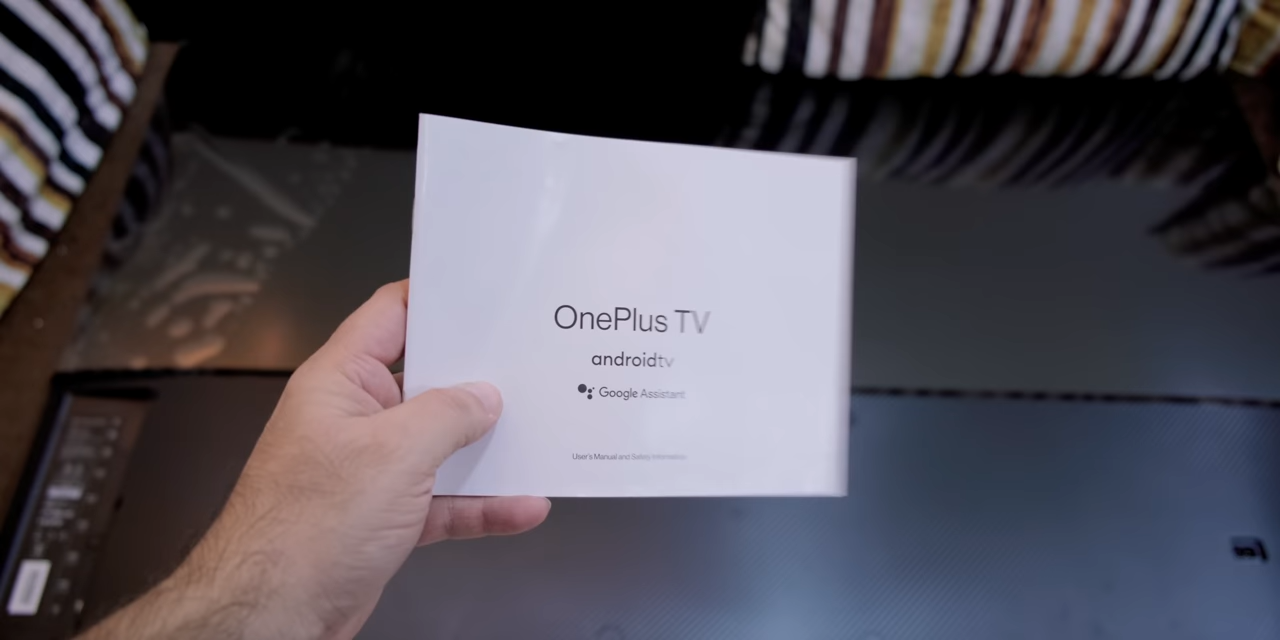 OnePlus TV
androidtv
Google Assistant
User's Manual and Safety Information